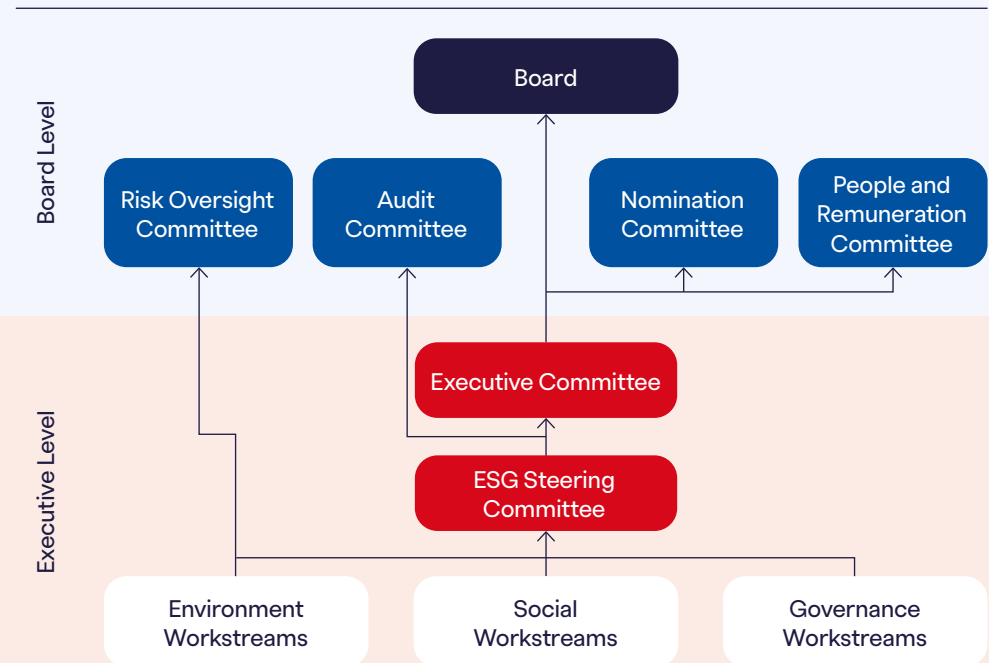 Board Level
Board
Risk Oversight
Committee
Audit
Committee
Nomination
Committee
People and
Remuneration
Committee
Executive Level
Executive Committee
ESG Steering
Committee
Environment
Workstreams
Social
Workstreams
Governance
Workstreams